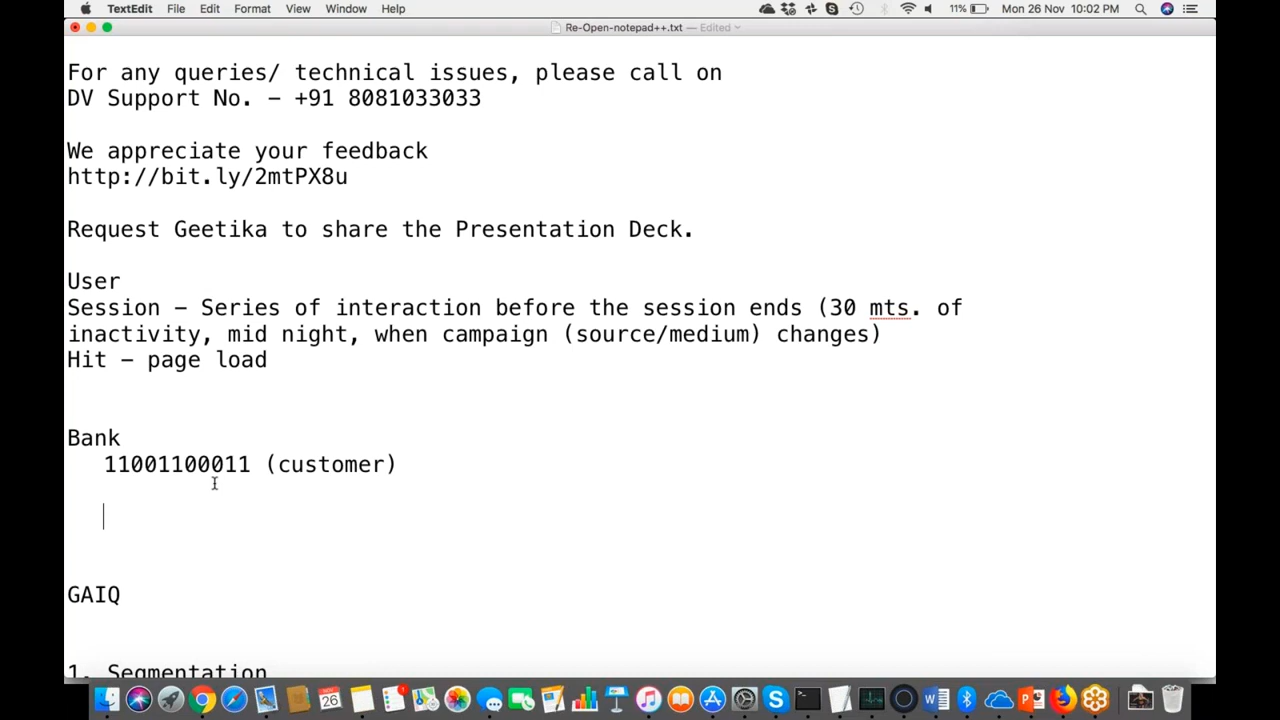 TextEdit File Edit Format View Window Help 11% Mon 26 Nov 10:02 PM
Re-Open-notepad++.txt — Edited
For any queries/ technical issues, please call on
DV Support No. – +91 8081033033
We appreciate your feedback
http://bit.ly/2mtPX8u
Request Geetika to share the Presentation Deck.
User
Session – Series of interaction before the session ends (30 mts. of
inactivity, mid night, when campaign (source/medium) changes)
Hit – page load
Bank
11001100011 (customer)
GAIQ
1. Segmentation